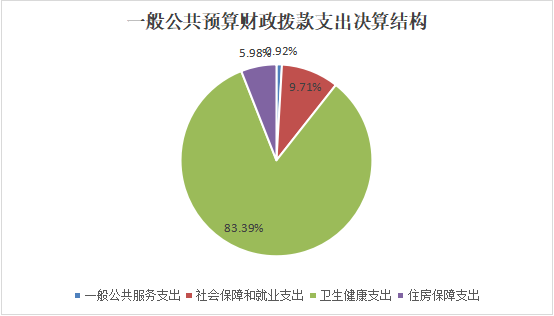 一般公共预算财政拨款支出决算结构
5.98%
0.92%
9.71%
83.39%
一般公共服务支出 社会保障和就业支出 卫生健康支出 住房保障支出